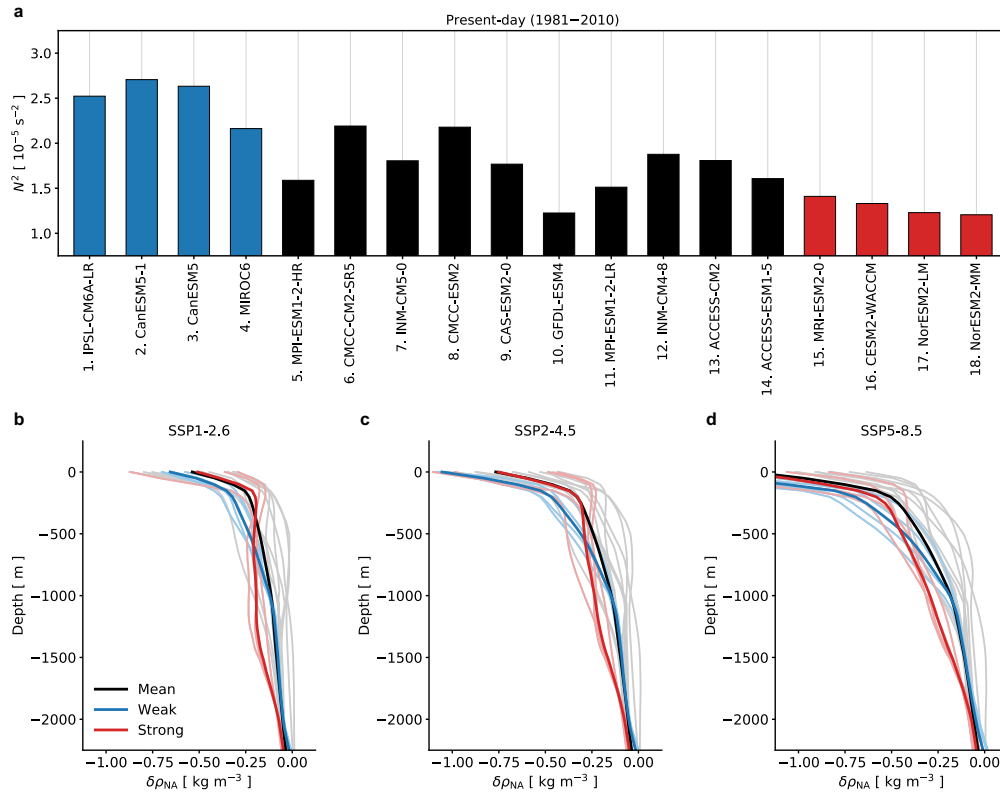 a
Present-day (1981−2010)
3.0
2.5
2.0
1.5
1.0
N² [ 10⁻⁵ s⁻² ]
1. IPSL-CM6A-LR
2. CanESM5-1
3. CanESM5
4. MIROC6
5. MPI-ESM1-2-HR
6. CMCC-CM2-SR5
7. INM-CM5-0
8. CMCC-ESM2
9. CAS-ESM2-0
10. GFDL-ESM4
11. MPI-ESM1-2-LR
12. INM-CM4-8
13. ACCESS-CM2
14. ACCESS-ESM1-5
15. MRI-ESM2-0
16. CESM2-WACCM
17. NorESM2-LM
18. NorESM2-MM
b
SSP1-2.6
0
−500
−1000
−1500
−2000
Depth [ m ]
Mean
Weak
Strong
−1.00 −0.75 −0.50 −0.25 0.00
δρNA [ kg m⁻³ ]
c
SSP2-4.5
0
−500
−1000
−1500
−2000
Depth [ m ]
−1.00 −0.75 −0.50 −0.25 0.00
δρNA [ kg m⁻³ ]
d
SSP5-8.5
0
−500
−1000
−1500
−2000
Depth [ m ]
−1.00 −0.75 −0.50 −0.25 0.00
δρNA [ kg m⁻³ ]